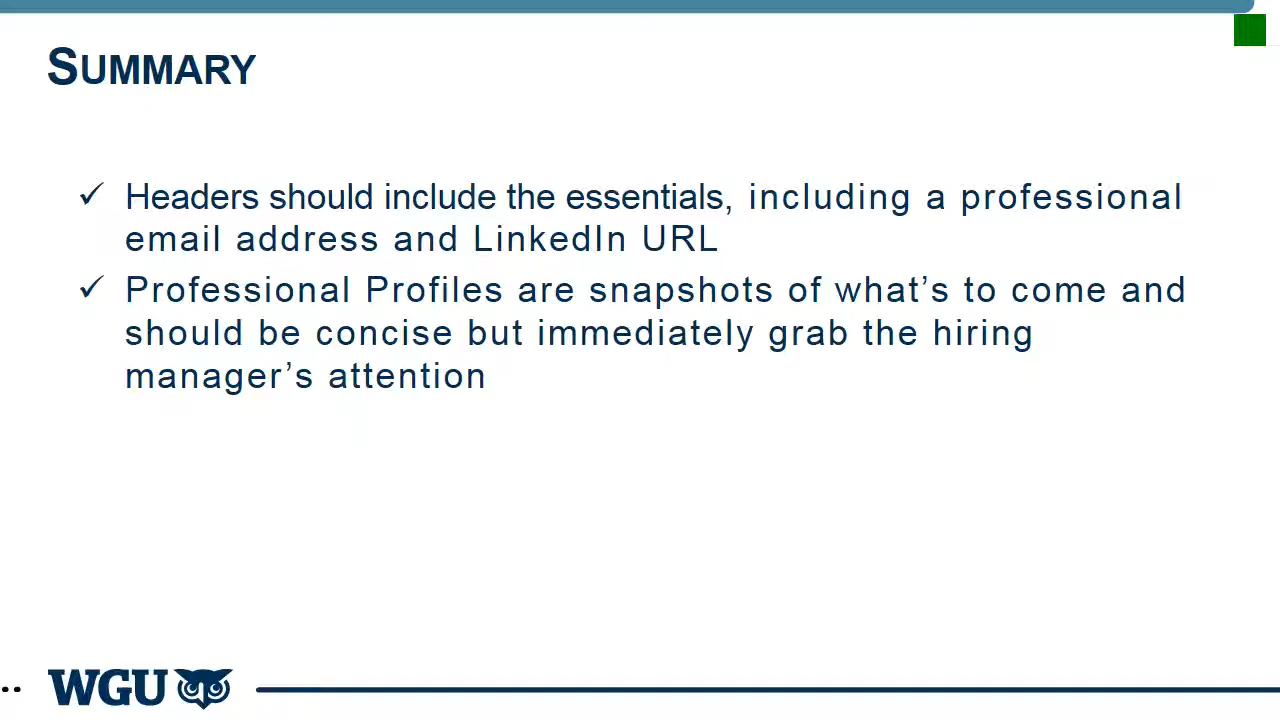 SUMMARY
✓ Headers should include the essentials, including a professional
email address and LinkedIn URL
✓ Professional Profiles are snapshots of what’s to come and
should be concise but immediately grab the hiring
manager’s attention
WGU